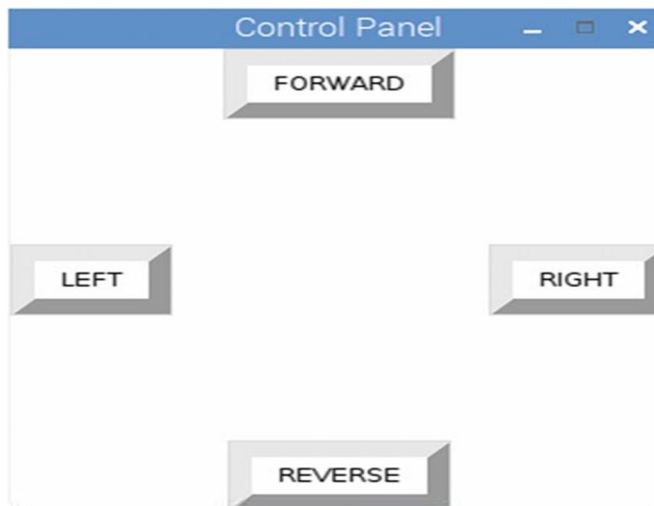 Control Panel
FORWARD
LEFT
RIGHT
REVERSE